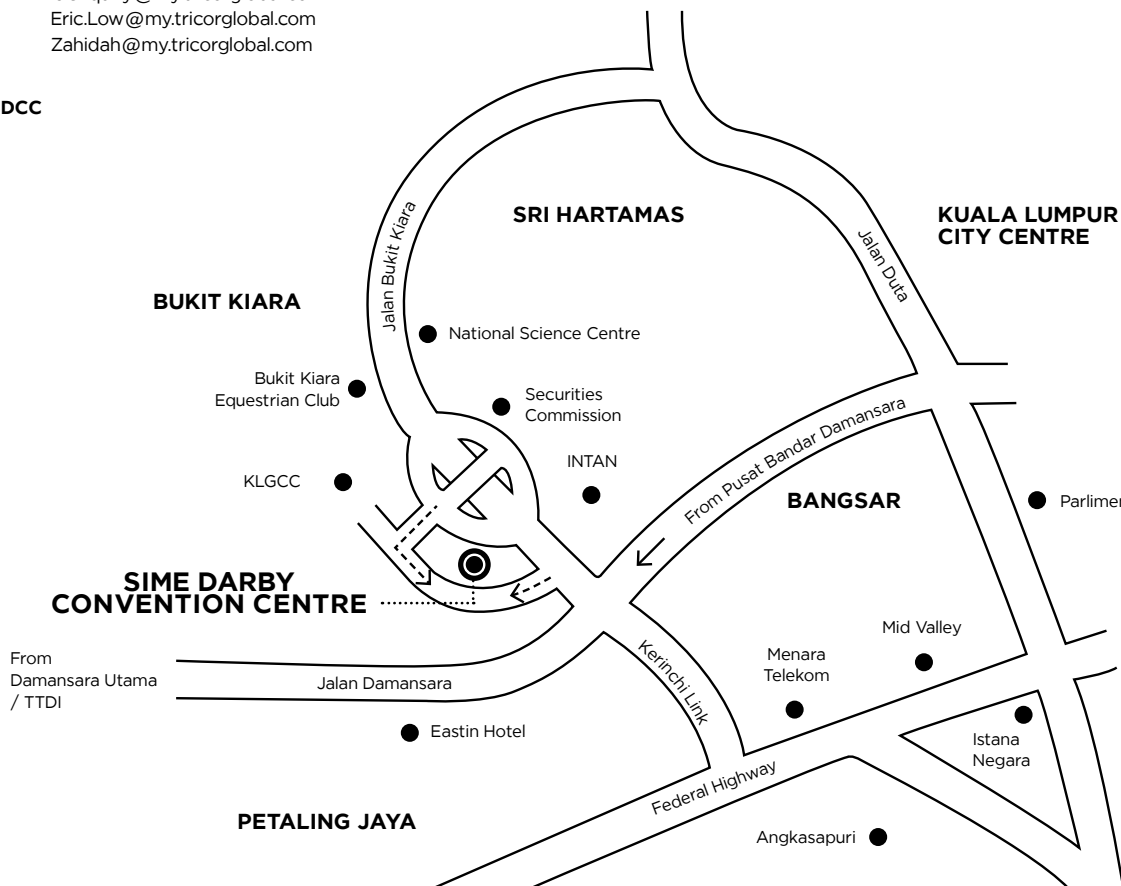 Eric.Low@my.tricorglobal.com
Zahidah@my.tricorglobal.com
DCC
SRI HARTAMAS
KUALA LUMPUR
CITY CENTRE
Jalan Bukit Kiara
Jalan Duta
BUKIT KIARA
National Science Centre
Bukit Kiara
Equestrian Club
Securities
Commission
From Pusat Bandar Damansara
INTAN
KLGCC
BANGSAR
SIME DARBY
CONVENTION CENTRE
Mid Valley
Kerinchi Link
Menara
Telekom
From
Damansara Utama
/ TTDI
Jalan Damansara
Eastin Hotel
Istana
Negara
Federal Highway
PETALING JAYA
Angkasapuri